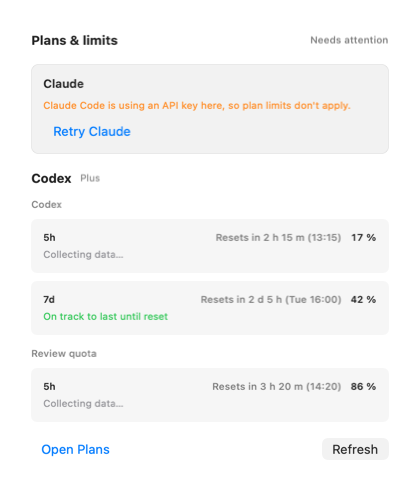 Plans & limits
Needs attention
Claude
Claude Code is using an API key here, so plan limits don't apply.
Retry Claude
Codex Plus
Codex
5h Resets in 2 h 15 m (13:15) 17 %
Collecting data...
7d Resets in 2 d 5 h (Tue 16:00) 42 %
On track to last until reset
Review quota
5h Resets in 3 h 20 m (14:20) 86 %
Collecting data...
Open Plans Refresh